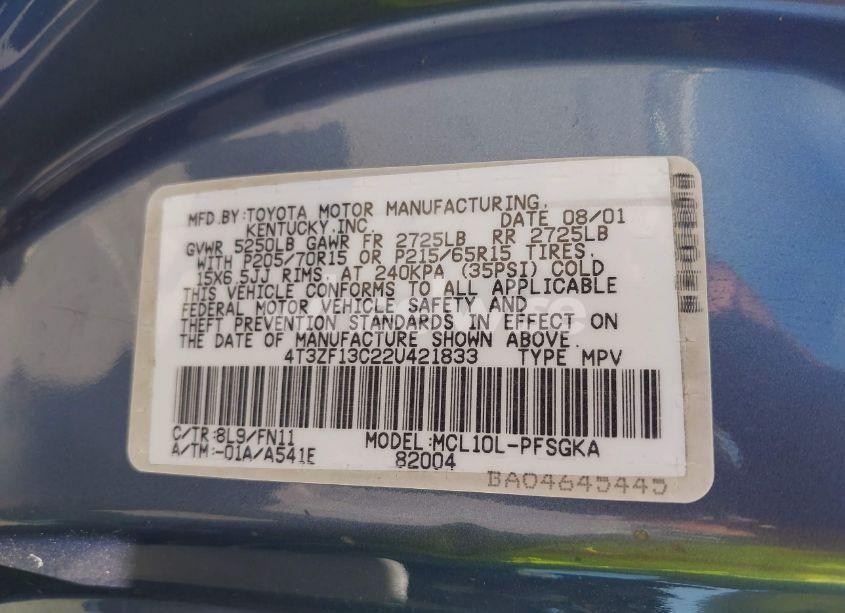 MFD.BY:TOYOTA MOTOR MANUFACTURING,
KENTUCKY,INC. DATE 08/01
GVWR 5250LB GAWR FR 2725LB RR 2725LB
WITH P205/70R15 OR P215/65R15 TIRES,
15X6.5JJ RIMS, AT 240KPA (35PSI) COLD
THIS VEHICLE CONFORMS TO ALL APPLICABLE
FEDERAL MOTOR VEHICLE SAFETY AND
THEFT PREVENTION STANDARDS IN EFFECT ON
THE DATE OF MANUFACTURE SHOWN ABOVE.
4T3ZF13C22U421833 TYPE MPV
C/TR:8L9/FN11 MODEL:MCL10L-PFSGKA
A/TM:-01A/A541E 82004
BA04645445